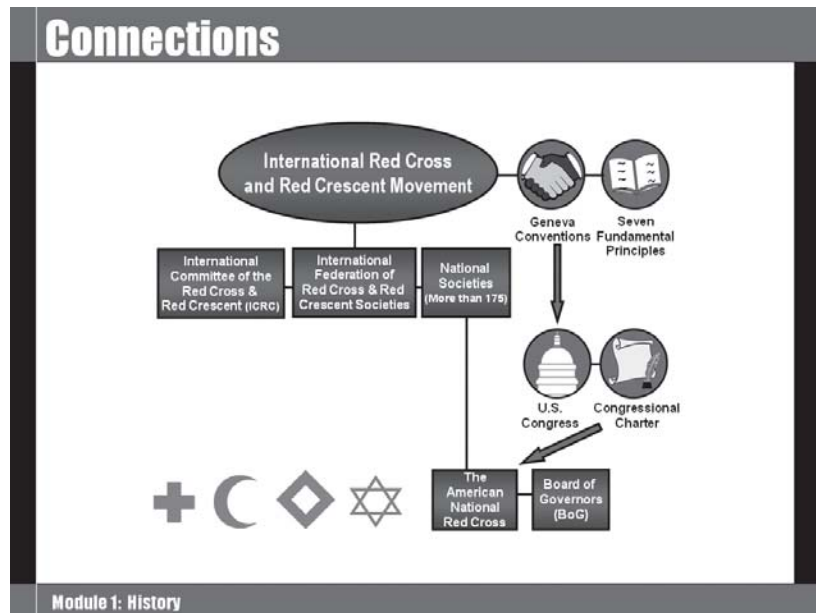 Connections
International Red Cross
and Red Crescent Movement
Geneva
Conventions
Seven
Fundamental
Principles
International
Committee of the
Red Cross &
Red Crescent (ICRC)
International
Federation of
Red Cross & Red
Crescent Societies
National
Societies
(More than 175)
U.S.
Congress
Congressional
Charter
The
American
National
Red Cross
Board of
Governors
(BoG)
Module 1: History